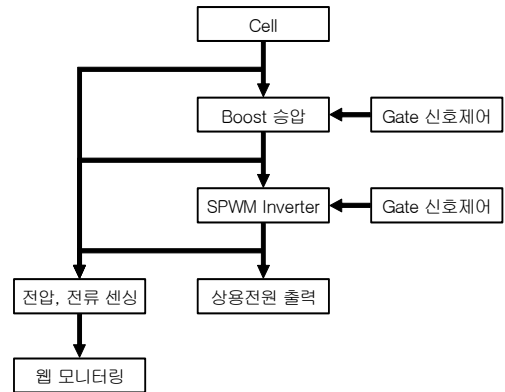 Cell
Boost 승압
Gate 신호제어
SPWM Inverter
Gate 신호제어
전압, 전류 센싱
상용전원 출력
웹 모니터링